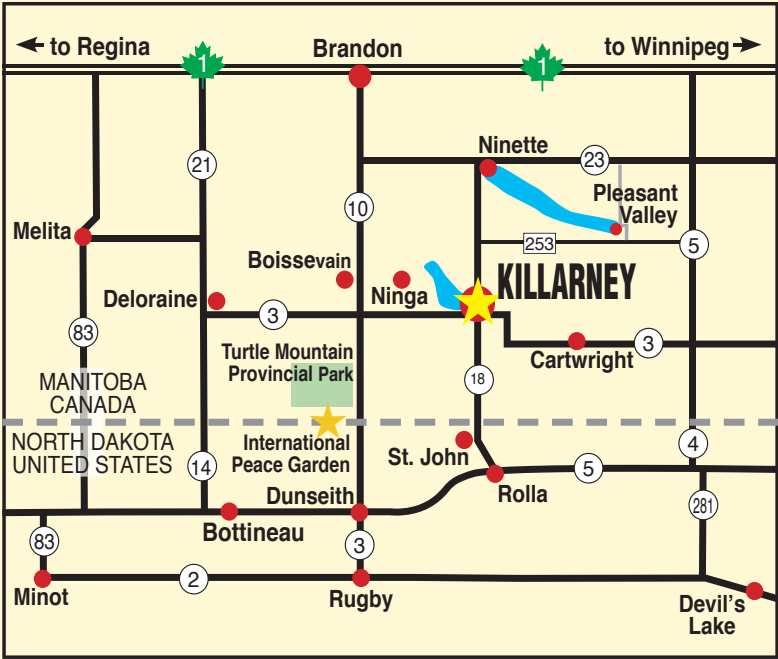 to Regina
1
Brandon
1
to Winnipeg
Ninette
23
21
Pleasant
Valley
10
Melita
253
5
Boissevain
KILLARNEY
Ninga
Deloraine
3
83
Turtle Mountain
Provincial Park
Cartwright
3
18
MANITOBA
CANADA
NORTH DAKOTA
UNITED STATES
International
Peace Garden
St. John
4
14
5
Rolla
Dunseith
281
Bottineau
83
3
2
Minot
Rugby
Devil's
Lake